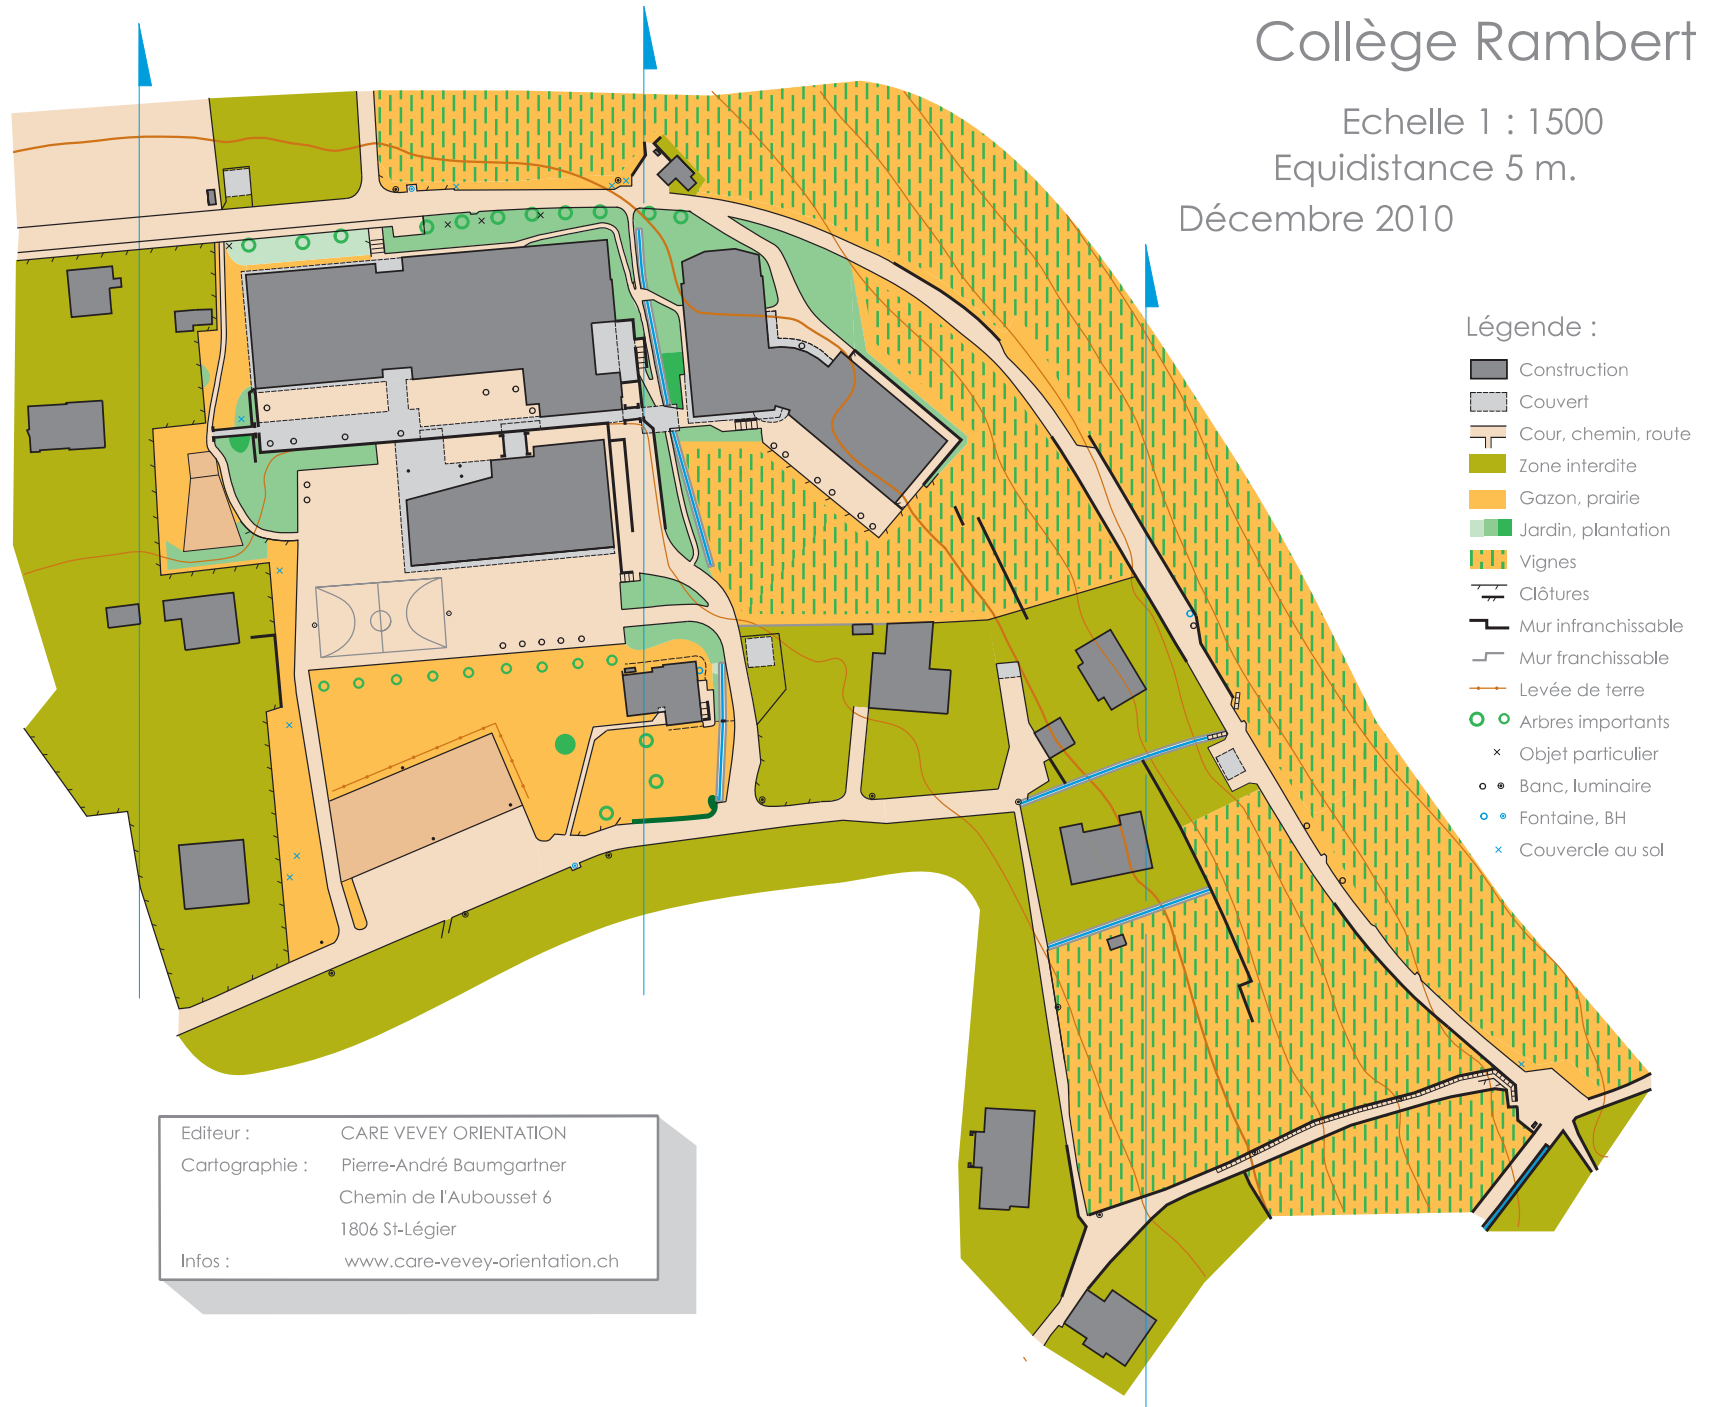 Collège Rambert
Echelle 1 : 1500
Equidistance 5 m.
Décembre 2010
Légende :
Construction
Couvert
Cour, chemin, route
Zone interdite
Gazon, prairie
Jardin, plantation
Vignes
Clôtures
Mur infranchissable
Mur franchissable
Levée de terre
Arbres importants
Objet particulier
Banc, luminaire
Fontaine, BH
Couvercle au sol
Editeur : CARE VEVEY ORIENTATION
Cartographie : Pierre-André Baumgartner
Chemin de l'Aubousset 6
1806 St-Légier
Infos : www.care-vevey-orientation.ch